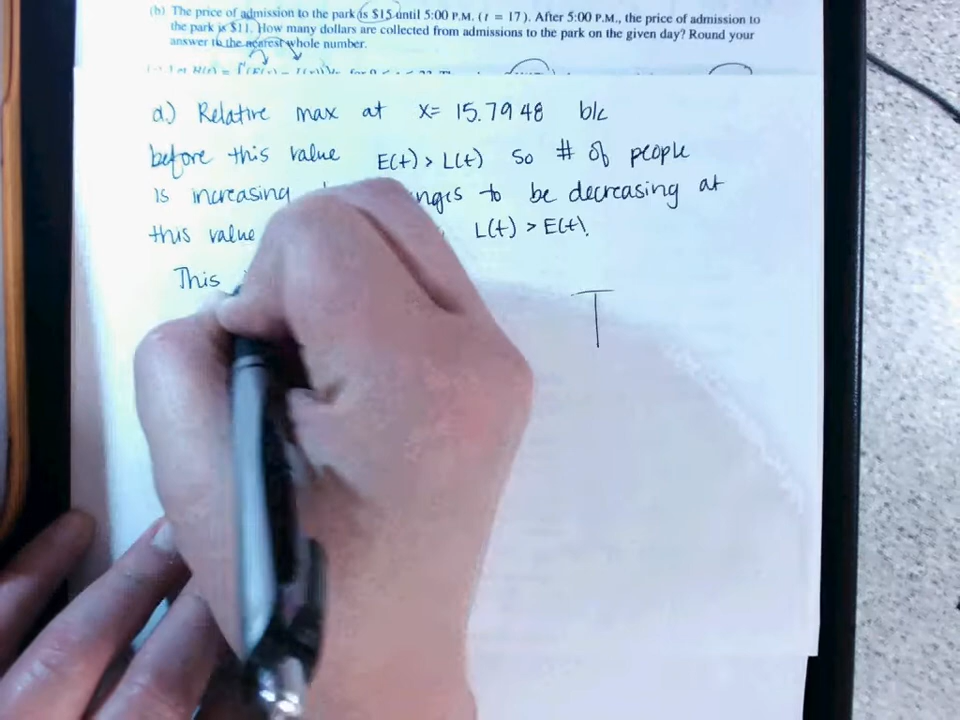 (b) The price of admission to the park is $15 until 5:00 P.M. (t = 17). After 5:00 P.M., the price of admission to
the park is $11. How many dollars are collected from admissions to the park on the given day? Round your
answer to the nearest whole number.
d.) Relative max at x= 15.7948 b/c
before this value E(t) > L(t) so # of people
is increasing nges to be decreasing at
this value L(t) > E(t).
This